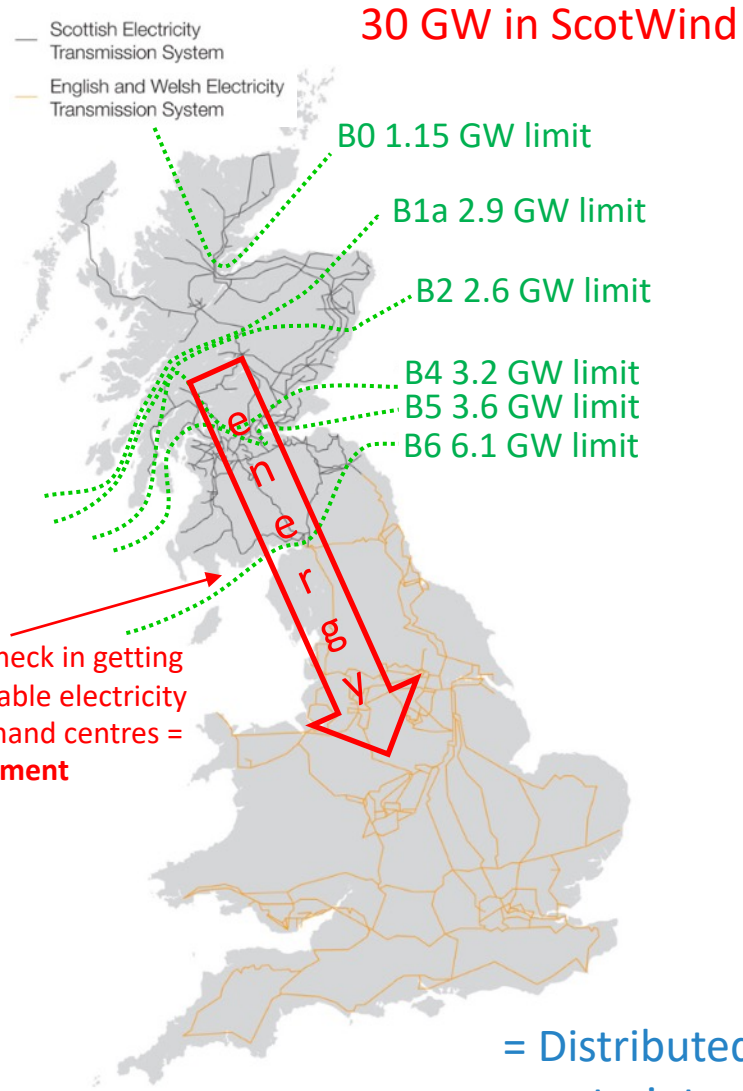 30 GW in ScotWind
Scottish Electricity
Transmission System
English and Welsh Electricity
Transmission System
B0 1.15 GW limit
B1a 2.9 GW limit
B2 2.6 GW limit
B4 3.2 GW limit
B5 3.6 GW limit
B6 6.1 GW limit
energy
neck in getting
able electricity
nand centres =
ment
= Distributed